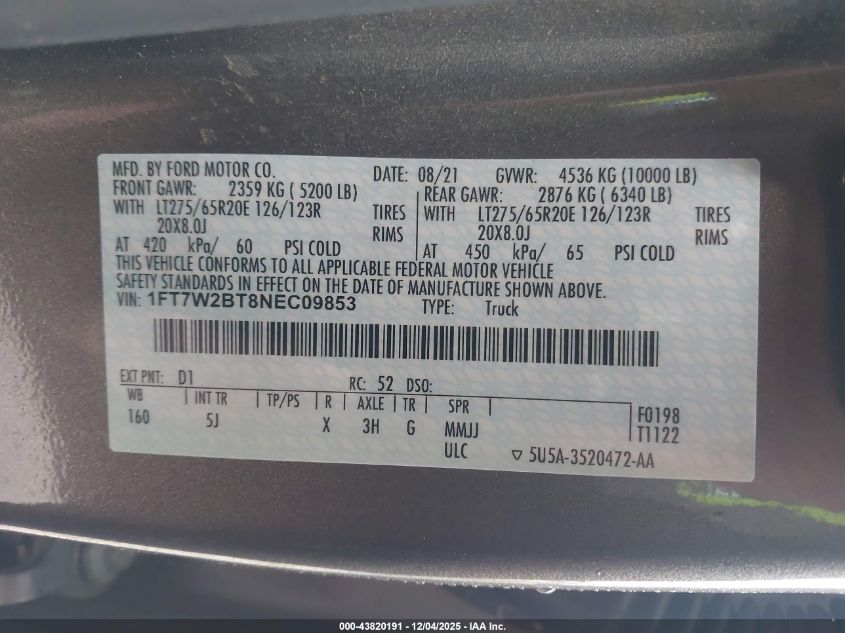 MFD. BY FORD MOTOR CO. DATE: 08/21 GVWR: 4536 KG (10000 LB)
FRONT GAWR: 2359 KG ( 5200 LB) REAR GAWR: 2876 KG ( 6340 LB)
WITH LT275/65R20E 126/123R TIRES WITH LT275/65R20E 126/123R TIRES
20X8.0J RIMS 20X8.0J RIMS
AT 420 kPa/ 60 PSI COLD AT 450 kPa/ 65 PSI COLD
THIS VEHICLE CONFORMS TO ALL APPLICABLE FEDERAL MOTOR VEHICLE
SAFETY STANDARDS IN EFFECT ON THE DATE OF MANUFACTURE SHOWN ABOVE.
VIN: 1FT7W2BT8NEC09853 TYPE: Truck
EXT PNT: D1 RC: 52 DSO:
WB INT TR TP/PS R AXLE TR SPR F0198
160 5J X 3H G MMJJ T1122
ULC ▽ 5U5A-3520472-AA
000-43820191 - 12/04/2025 - IAA Inc.